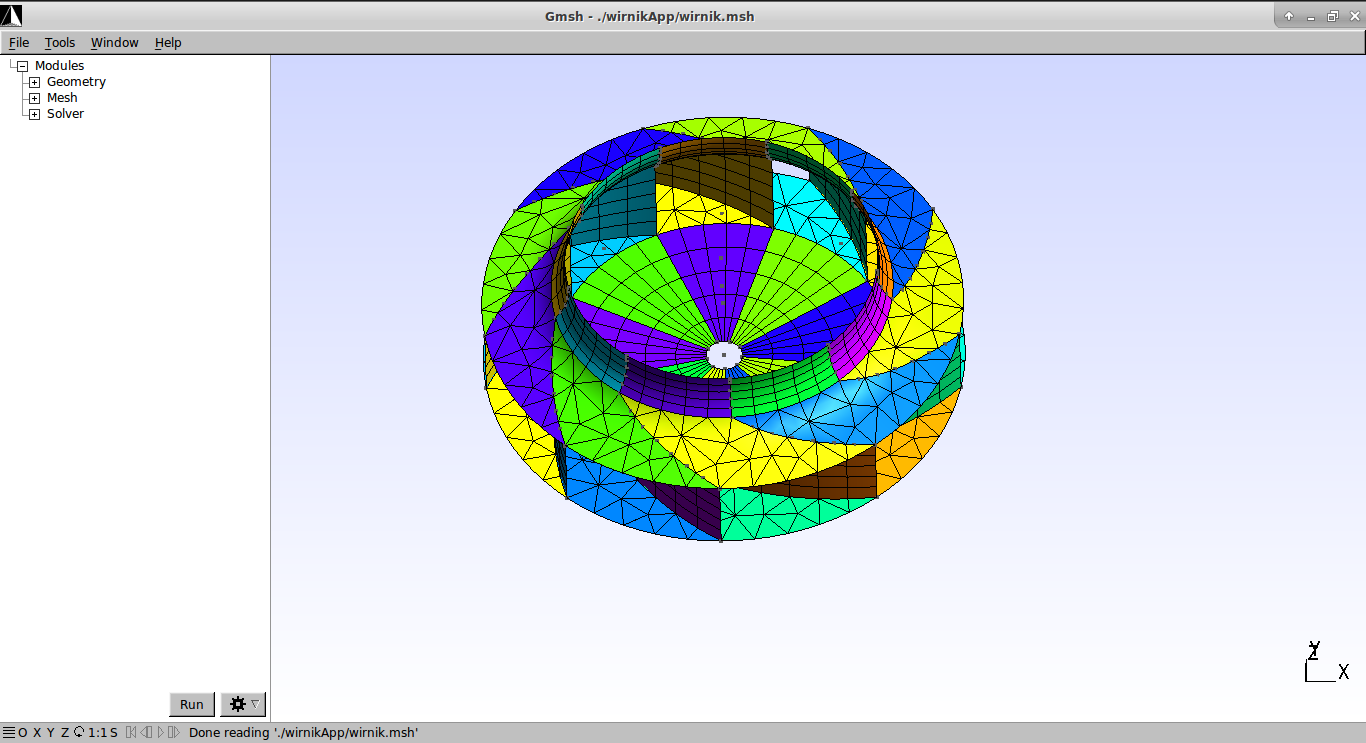 Gmsh - ./wirnikApp/wirnik.msh
File Tools Window Help
Modules
Geometry
Mesh
Solver
Y
Z
X
Run
O X Y Z 1:1 S Done reading './wirnikApp/wirnik.msh'